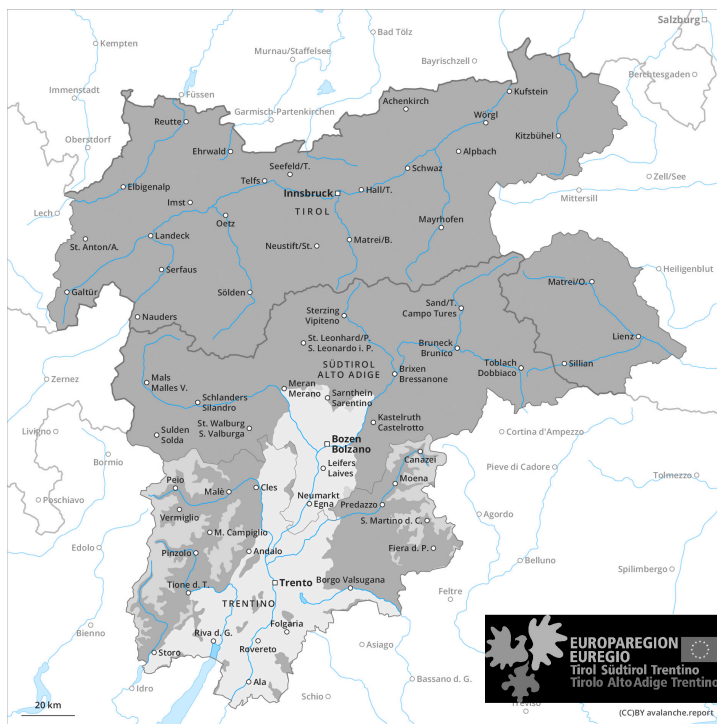 Salzburg
Kempten
Bad Tölz
Murnau/Staffelsee
Bayrischzell
Berchtesgaden
Immenstadt
Füssen
Garmisch-Partenkirchen
Achenkirch
Kufstein
Reutte
Wörgl
Oberstdorf
Ehrwald
Kitzbühel
Alpbach
Seefeld/T.
Schwaz
Telfs
Zell/See
Elbigenalp
Innsbruck
Hall/T.
Mittersill
Imst
TIROL
Lech
Oetz
Mayrhofen
Landeck
St. Anton/A.
Neustift/St.
Matrei/B.
Serfaus
Heiligenblut
Galtür
Sölden
Matrei/O.
Nauders
Sterzing
Vipiteno
Sand/T.
Campo Tures
St. Leonhard/P.
S. Leonardo i. P.
Lienz
Bruneck
Brunico
SÜDTIROL
ALTO ADIGE
Toblach
Dobbiaco
Sillian
Brixen
Bressanone
Zernez
Mals
Malles V.
Meran
Merano
Sarnthein
Sarentino
Schlanders
Silandro
St. Walburg
S. Valburga
Kastelruth
Castelrotto
Livigno
Sulden
Solda
Cortina d'Ampezzo
Bozen
Bolzano
Bormio
Canazei
Pieve di Cadore
Leifers
Laives
Tolmezzo
Peio
Malè
Cles
Moena
Poschiavo
Neumarkt
Egna
Predazzo
Vermiglio
Agordo
S. Martino d. C.
M. Campiglio
Edolo
Pinzolo
Andalo
Fiera d. P.
Belluno
Spilimbergo
Tione d. T.
Trento
Borgo Valsugana
Feltre
TRENTINO
Bienno
Folgaria
Riva d. G.
Rovereto
Asiago
Storo
Ala
Bassano d. G.
Idro
Schio
Treviso
EUROPAREGION
EUREGIO
Tirol Südtirol Trentino
Tirolo Alto Adige Trentino
20 km
(CC)BY avalanche.report